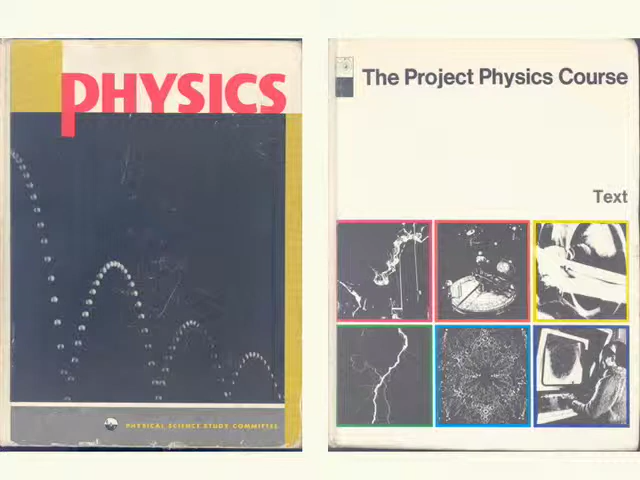 PHYSICS
PHYSICAL SCIENCE STUDY COMMITTEE
The Project Physics Course
Text